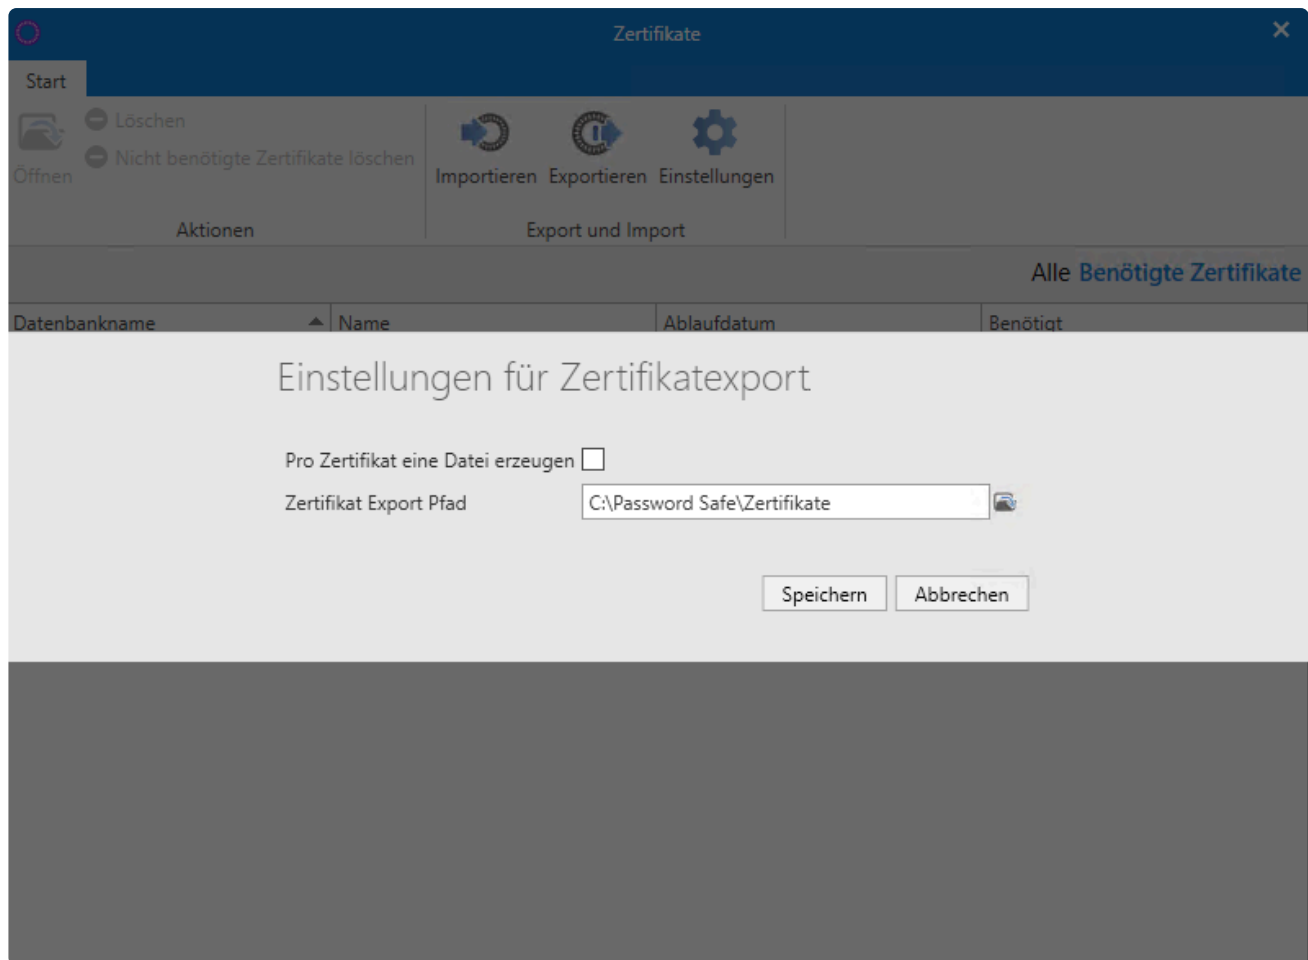 Zertifikate
Start
Öffnen
Löschen
Nicht benötigte Zertifikate löschen
Aktionen
Importieren
Exportieren
Einstellungen
Export und Import
Alle Benötigte Zertifikate
Datenbankname Name Ablaufdatum Benötigt
Einstellungen für Zertifikatexport
Pro Zertifikat eine Datei erzeugen
Zertifikat Export Pfad C:\Password Safe\Zertifikate
Speichern Abbrechen